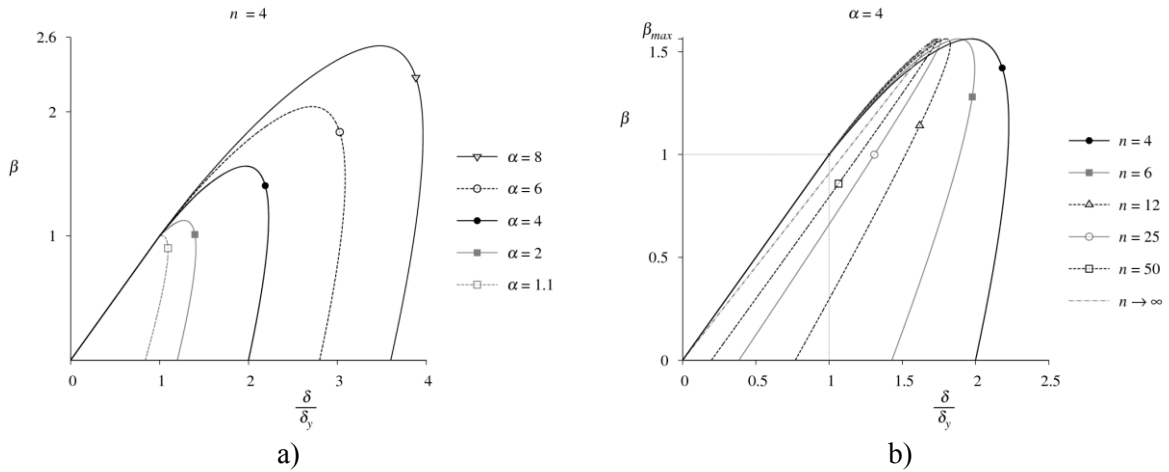 n = 4
2.6
2
β
1
0
1
2
3
4
δ
δy
α = 8
α = 6
α = 4
α = 2
α = 1.1
a)
α = 4
βmax
1.5
β
1
0.5
0
0
0.5
1
1.5
2
2.5
δ
δy
n = 4
n = 6
n = 12
n = 25
n = 50
n → ∞
b)